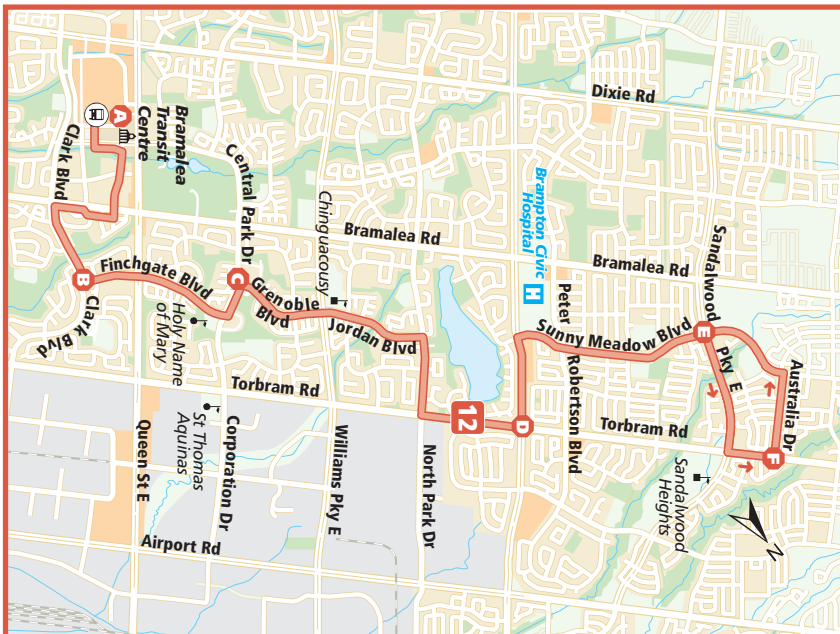 Dixie Rd
A
Bramalea
Transit
Centre
Clark Blvd
Central Park Dr
Chinguacousy
Bramalea Rd
Brampton Civic
Hospital
H
Bramalea Rd
Sandalwood
Pky E
B
Clark Blvd
Finchgate Blvd
C
Grenoble
Blvd
Jordan Blvd
Peter
Robertson Blvd
Sunny Meadow Blvd
E
Australia Dr
Holy Name
of Mary
Torbram Rd
12
D
Torbram Rd
F
St Thomas
Aquinas
Queen St E
Corporation Dr
Williams Pky E
North Park Dr
Sandalwood
Heights
N
Airport Rd